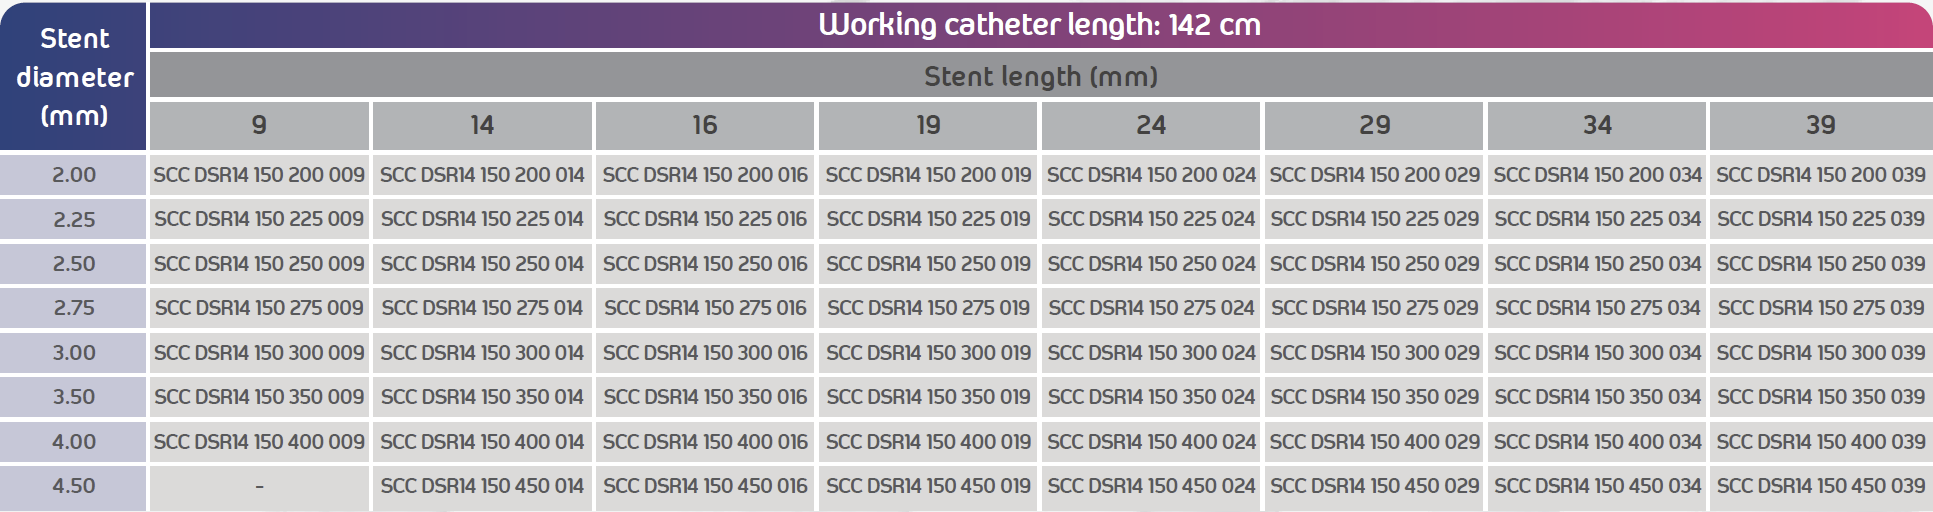 Stent
diameter
(mm)
Working catheter length: 142 cm
Stent length (mm)
9 14 16 19 24 29 34 39
2.00 SCC DSR14 150 200 009 SCC DSR14 150 200 014 SCC DSR14 150 200 016 SCC DSR14 150 200 019 SCC DSR14 150 200 024 SCC DSR14 150 200 029 SCC DSR14 150 200 034 SCC DSR14 150 200 039
2.25 SCC DSR14 150 225 009 SCC DSR14 150 225 014 SCC DSR14 150 225 016 SCC DSR14 150 225 019 SCC DSR14 150 225 024 SCC DSR14 150 225 029 SCC DSR14 150 225 034 SCC DSR14 150 225 039
2.50 SCC DSR14 150 250 009 SCC DSR14 150 250 014 SCC DSR14 150 250 016 SCC DSR14 150 250 019 SCC DSR14 150 250 024 SCC DSR14 150 250 029 SCC DSR14 150 250 034 SCC DSR14 150 250 039
2.75 SCC DSR14 150 275 009 SCC DSR14 150 275 014 SCC DSR14 150 275 016 SCC DSR14 150 275 019 SCC DSR14 150 275 024 SCC DSR14 150 275 029 SCC DSR14 150 275 034 SCC DSR14 150 275 039
3.00 SCC DSR14 150 300 009 SCC DSR14 150 300 014 SCC DSR14 150 300 016 SCC DSR14 150 300 019 SCC DSR14 150 300 024 SCC DSR14 150 300 029 SCC DSR14 150 300 034 SCC DSR14 150 300 039
3.50 SCC DSR14 150 350 009 SCC DSR14 150 350 014 SCC DSR14 150 350 016 SCC DSR14 150 350 019 SCC DSR14 150 350 024 SCC DSR14 150 350 029 SCC DSR14 150 350 034 SCC DSR14 150 350 039
4.00 SCC DSR14 150 400 009 SCC DSR14 150 400 014 SCC DSR14 150 400 016 SCC DSR14 150 400 019 SCC DSR14 150 400 024 SCC DSR14 150 400 029 SCC DSR14 150 400 034 SCC DSR14 150 400 039
4.50 - SCC DSR14 150 450 014 SCC DSR14 150 450 016 SCC DSR14 150 450 019 SCC DSR14 150 450 024 SCC DSR14 150 450 029 SCC DSR14 150 450 034 SCC DSR14 150 450 039